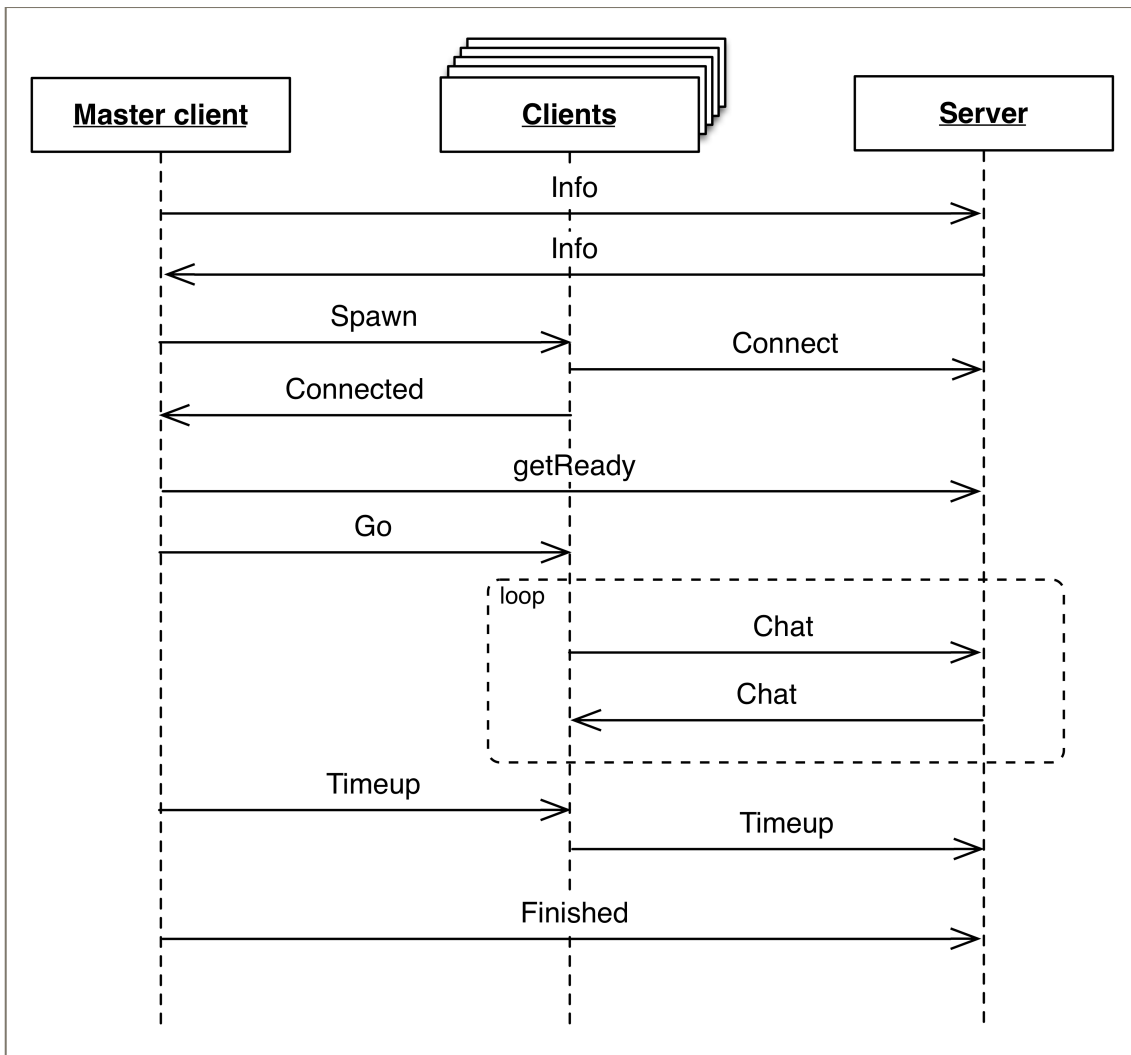 Master client
Clients
Server
Info
Info
Spawn
Connect
Connected
getReady
Go
loop
Chat
Chat
Timeup
Timeup
Finished